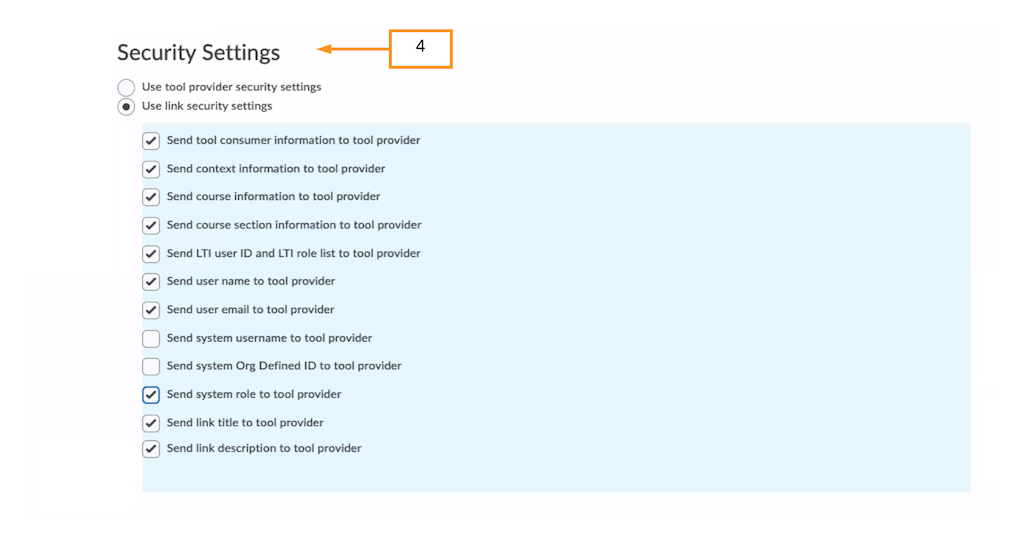 Security Settings
4
Use tool provider security settings
Use link security settings
Send tool consumer information to tool provider
Send context information to tool provider
Send course information to tool provider
Send course section information to tool provider
Send LTI user ID and LTI role list to tool provider
Send user name to tool provider
Send user email to tool provider
Send system username to tool provider
Send system Org Defined ID to tool provider
Send system role to tool provider
Send link title to tool provider
Send link description to tool provider